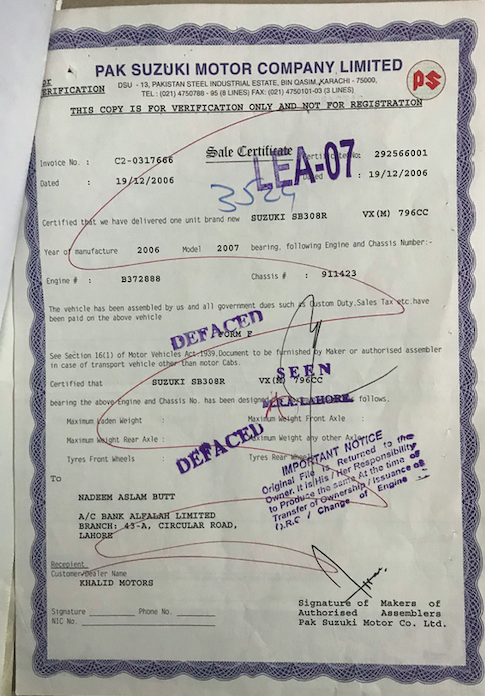 or
ERIFICATION
PAK SUZUKI MOTOR COMPANY LIMITED
DSU - 13, PAKISTAN STEEL INDUSTRIAL ESTATE, BIN QASIM, KARACHI - 75000,
TEL : (021) 4750788 - 95 (8 LINES) FAX: (021) 4750101-03 (3 LINES)
PS
THIS COPY IS FOR VERIFICATION ONLY AND NOT FOR REGISTRATION
Sale Certificate
Invoice No. : C2-0317666 ertificate No: 292566001
Dated : 19/12/2006 : 19/12/2006
LEA-07
3524
Certified that we have delivered one unit brand new SUZUKI SB308R VX(M) 796CC
Year of manufacture 2006 Model 2007 bearing, following Engine and Chassis Number:-
Engine # : B372888 Chassis # : 911423
The vehicle has been assembled by us and all government dues such as Custom Duty,Sales Tax etc.have
been paid on the above vehicle
DEFACED
FORM F
See Section 16(1) of Motor Vehicles Act 1939.Document to be furnished by Maker or authorised assembler
in case of transport vehicle other than motor Cabs.
SEEN
Certified that SUZUKI SB308R VX(M) 796CC
bearing the above Engine and Chassis No. has been designed follows,
LAHORE
Maximum Laden Weight : Maximum Front Axle :
Maximum Weight Rear Axle : Maximum Weight any other Axle
DEFACED
Tyres Front Wheels : Tyres Rear Wheels
IMPORTANT NOTICE
Original File is Returned to the
Owner, it is His / Her Responsibility
to Produce the same At the time of
Transfer of Ownership / Issuance of
D.R.C / Change of Engine
To
NADEEM ASLAM BUTT
A/C BANK ALFALAH LIMITED
BRANCH: 43-A, CIRCULAR ROAD,
LAHORE
Recepient
Customer/Dealer Name
KHALID MOTORS
Signature Phone No.
NIC No.
Signature of Makers of
Authorised Assemblers
Pak Suzuki Motor Co. Ltd.